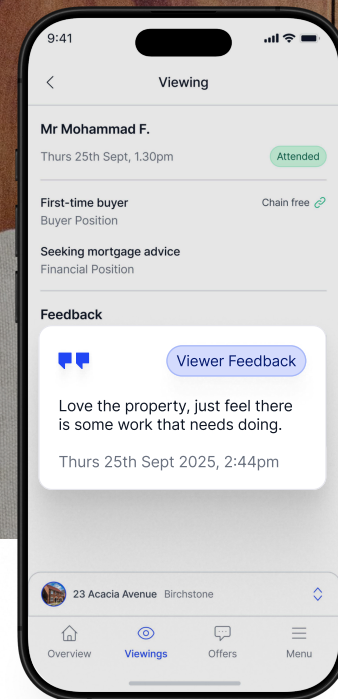 9:41
Viewing
Mr Mohammad F.
Thurs 25th Sept, 1.30pm Attended
First-time buyer Chain free
Buyer Position
Seeking mortgage advice
Financial Position
Feedback
Viewer Feedback
Love the property, just feel there
is some work that needs doing.
Thurs 25th Sept 2025, 2:44pm
23 Acacia Avenue Birchstone
Overview Viewings Offers Menu